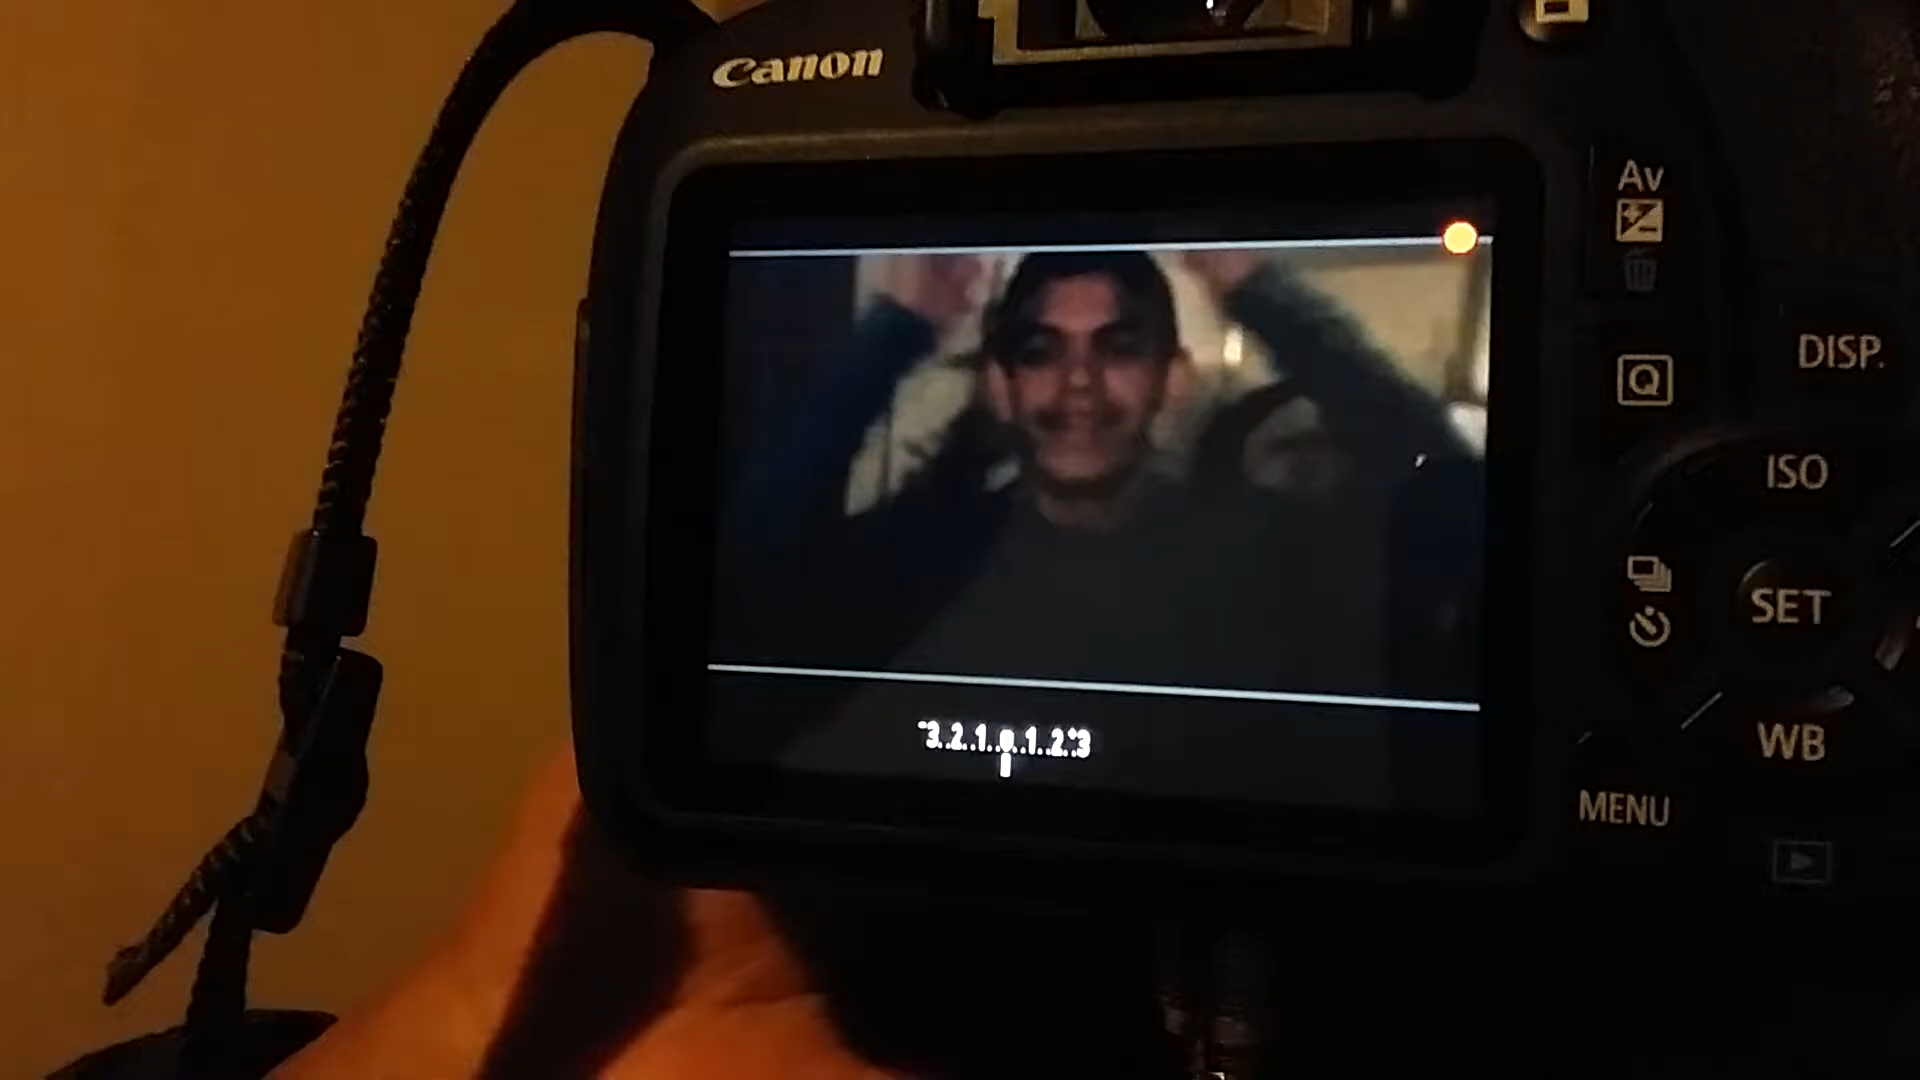 Canon
Av
Q
DISP.
ISO
SET
WB
MENU
-3..2..1..0..1..2..+3